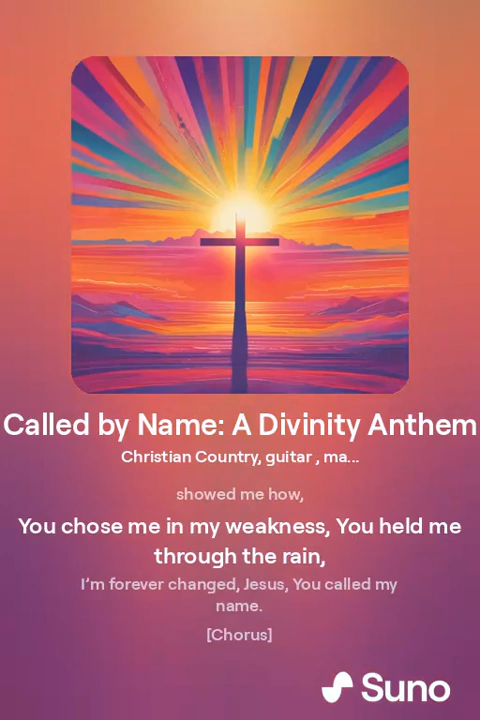 Called by Name: A Divinity Anthem
Christian Country, guitar , ma...
showed me how,
You chose me in my weakness, You held me
through the rain,
I’m forever changed, Jesus, You called my
name.
[Chorus]
Suno